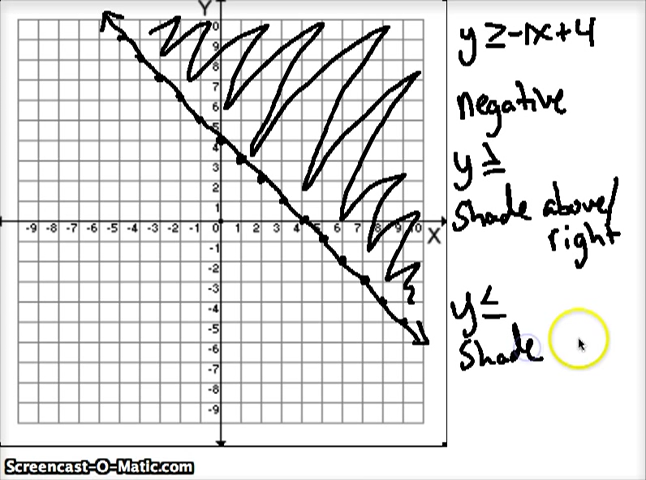 Y
10
9
8
7
6
5
4
3
2
1
-9 -8 -7 -6 -5 -4 -3 -2 -1 0 1 2 3 4 5 6 7 8 9 10 X
-1
-2
-3
-4
-5
-6
-7
-8
-9
y ≥ -1x + 4
negative
y ≥
Shade above/
right
y ≤
Shade
Screencast-O-Matic.com